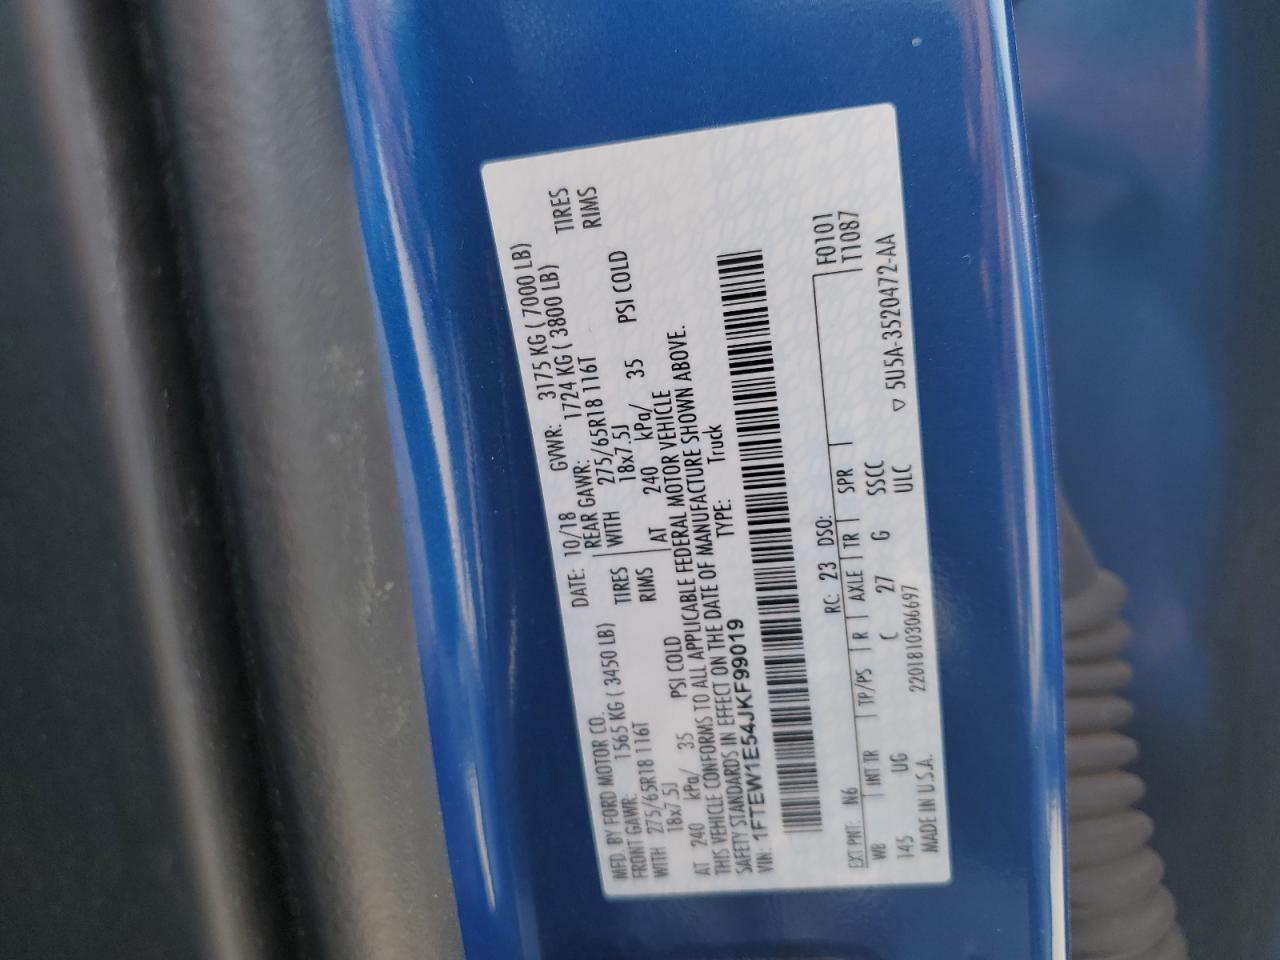 MFD. BY FORD MOTOR CO.
DATE: 10/18 GVWR: 3175 KG ( 7000 LB)
FRONT GAWR: 1565 KG ( 3450 LB)
REAR GAWR: 1724 KG ( 3800 LB)
WITH 275/65R18 116T TIRES
WITH 275/65R18 116T TIRES
18x7.5J RIMS
18x7.5J RIMS
AT 240 kPa/ 35 PSI COLD
AT 240 kPa/ 35 PSI COLD
THIS VEHICLE CONFORMS TO ALL APPLICABLE FEDERAL MOTOR VEHICLE
SAFETY STANDARDS IN EFFECT ON THE DATE OF MANUFACTURE SHOWN ABOVE.
VIN: 1FTEW1E54JKF99019 TYPE: Truck
F0101
T1087
EXT PNT: N6 RC: 23 DSO:
WB INT TR TP/PS R AXLE TR SPR
145 UG C 27 G SSCC
MADE IN U.S.A. 2201810306697 ULC ▽ 5U5A-3520472-AA